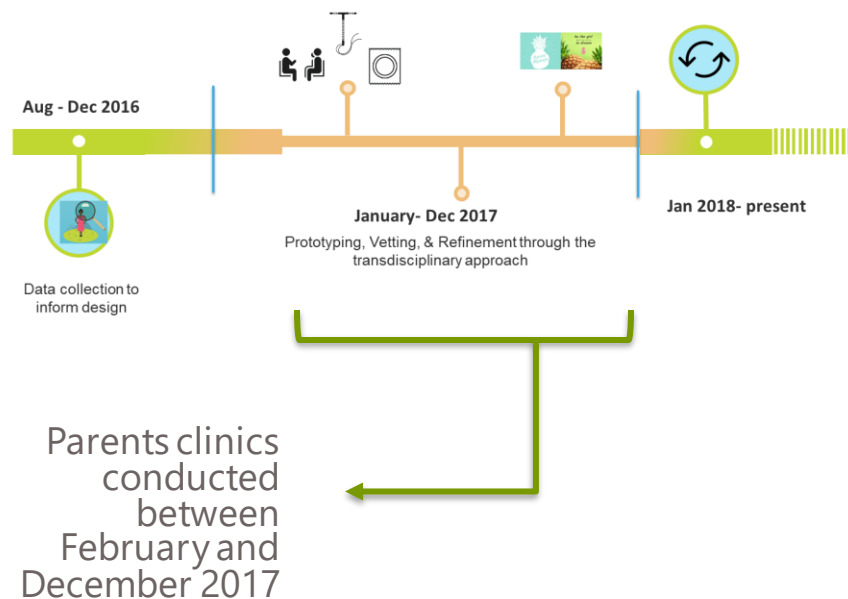 Aug - Dec 2016
January- Dec 2017
Prototyping, Vetting, & Refinement through the
transdisciplinary approach
Jan 2018- present
Data collection to
inform design
Parents clinics
conducted
between
February and
December 2017